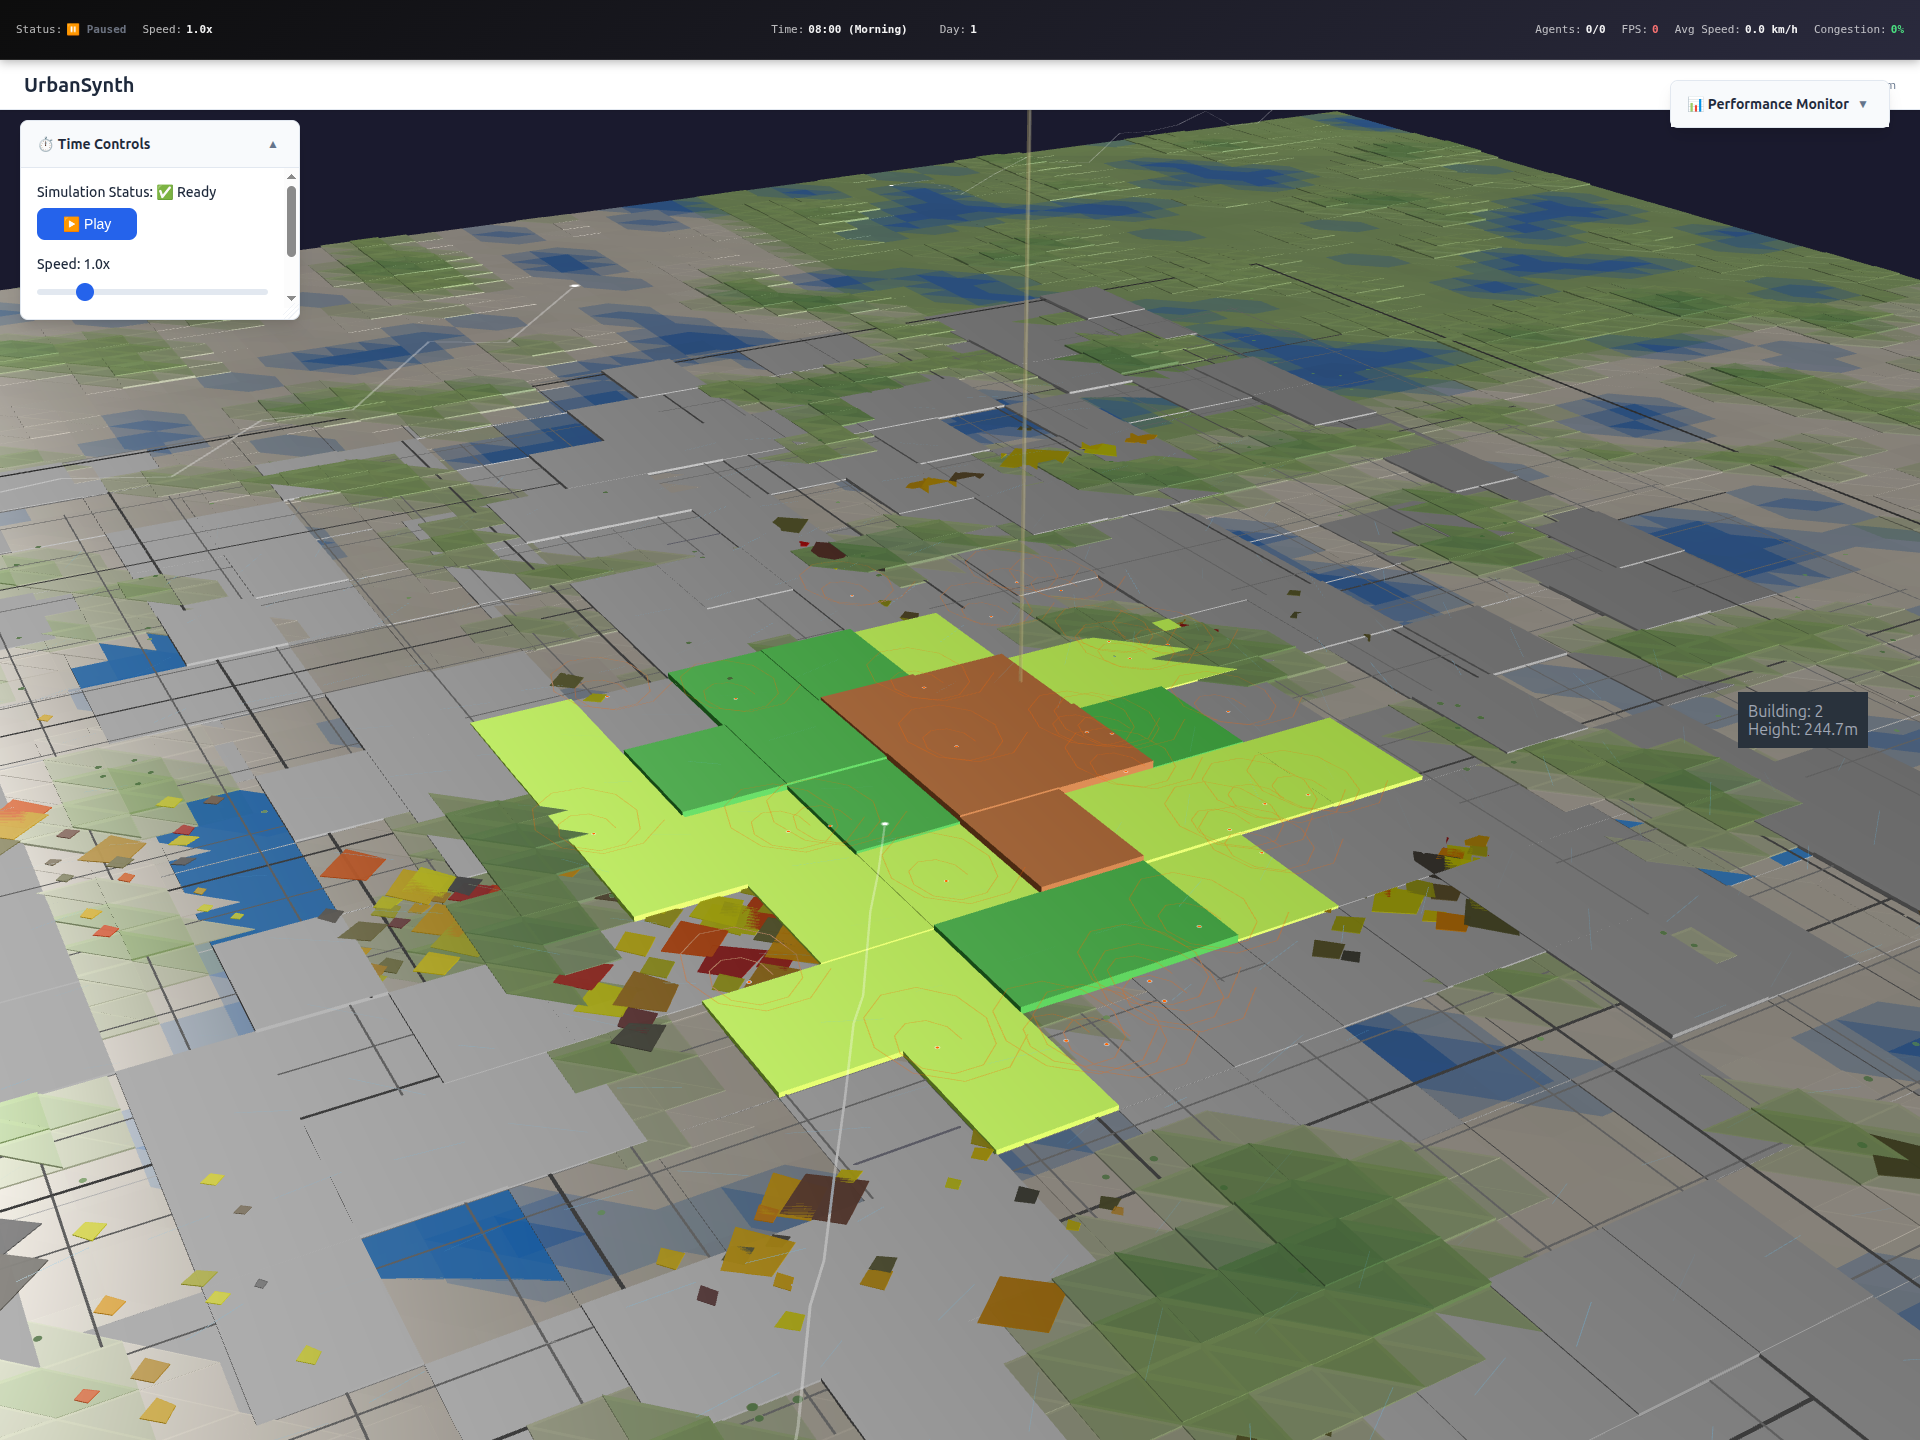 Status: ⏸ Paused Speed: 1.0x
Time: 08:00 (Morning) Day: 1
Agents: 0/0 FPS: 0 Avg Speed: 0.0 km/h Congestion: 0%
UrbanSynth
📊 Performance Monitor ▼
⏱ Time Controls ▲
Simulation Status: ✅ Ready
▶ Play
Speed: 1.0x
Building: 2
Height: 244.7m